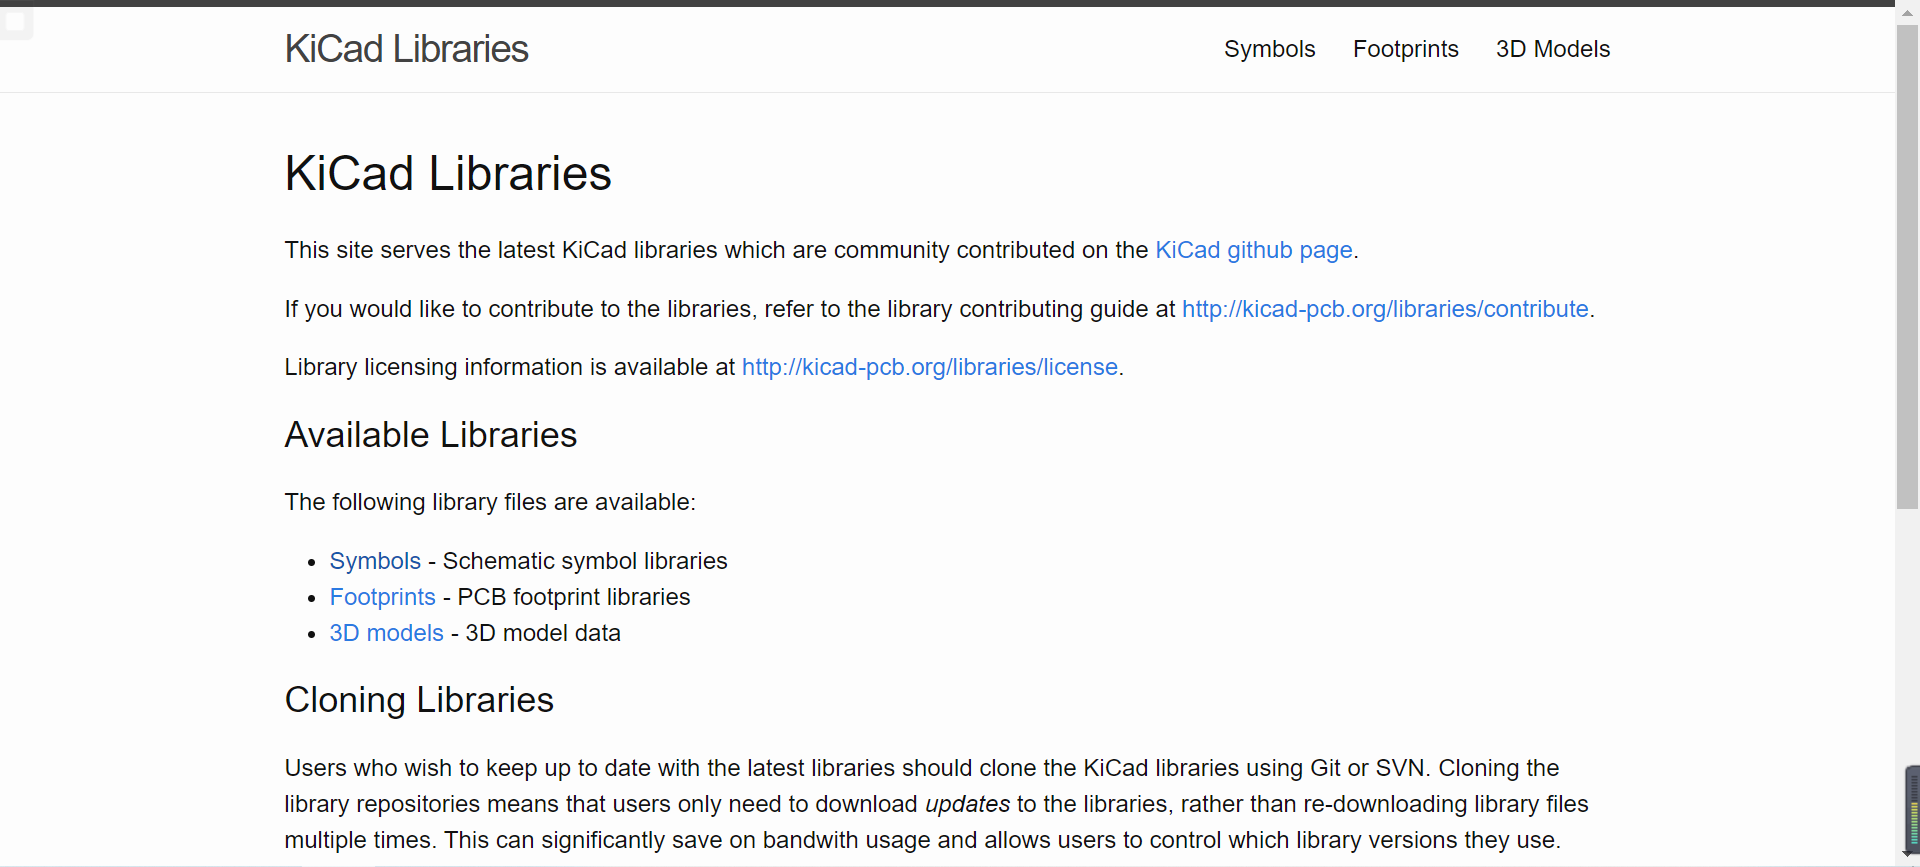 KiCad Libraries
Symbols Footprints 3D Models
KiCad Libraries
This site serves the latest KiCad libraries which are community contributed on the KiCad github page.
If you would like to contribute to the libraries, refer to the library contributing guide at http://kicad-pcb.org/libraries/contribute.
Library licensing information is available at http://kicad-pcb.org/libraries/license.
Available Libraries
The following library files are available:
• Symbols - Schematic symbol libraries
• Footprints - PCB footprint libraries
• 3D models - 3D model data
Cloning Libraries
Users who wish to keep up to date with the latest libraries should clone the KiCad libraries using Git or SVN. Cloning the
library repositories means that users only need to download updates to the libraries, rather than re-downloading library files
multiple times. This can significantly save on bandwith usage and allows users to control which library versions they use.